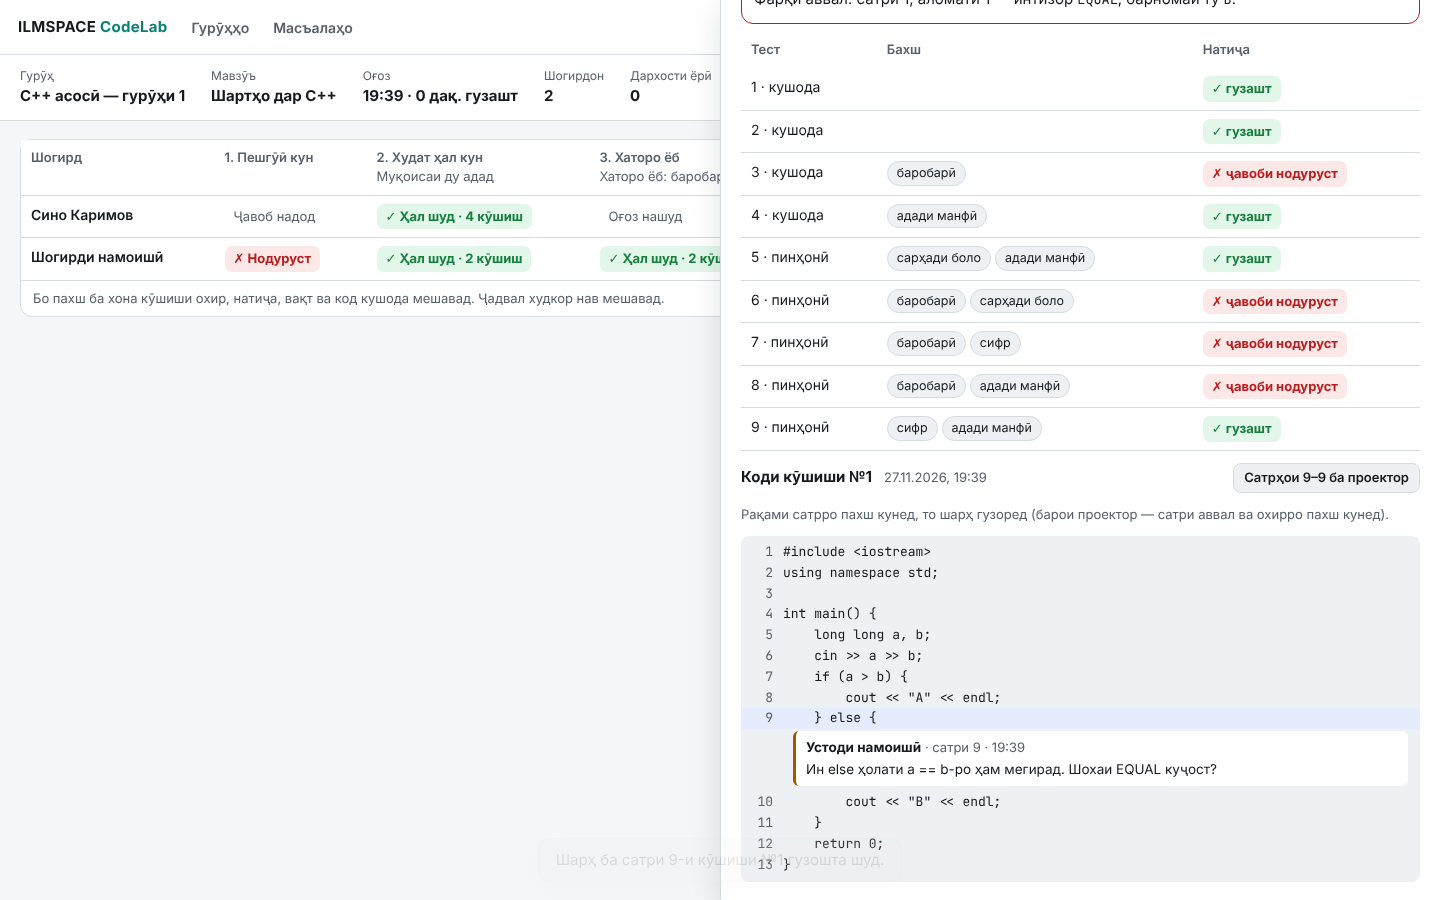 ILMSPACE CodeLab Гурӯҳҳо Масъалаҳо
Гурӯҳ Мавзӯъ Оғоз Шогирдон Дархости ёрӣ
C++ асосӣ — гурӯҳи 1 Шартҳо дар C++ 19:39 · 0 дақ. гузашт 2 0
Шогирд 1. Пешгӯӣ кун 2. Худат ҳал кун 3. Хаторо ёб
Муқоисаи ду адад Хаторо ёб: баробар
Сино Каримов Ҷавоб надод ✓ Ҳал шуд · 4 кӯшиш Оғоз нашуд
Шогирди намоишӣ ✗ Нодуруст ✓ Ҳал шуд · 2 кӯшиш ✓ Ҳал шуд · 2 кӯш
Бо пахш ба хона кӯшиши охир, натиҷа, вақт ва код кушода мешавад. Ҷадвал худкор нав мешавад.
Тест Бахш Натиҷа
1 · кушода ✓ гузашт
2 · кушода ✓ гузашт
3 · кушода баробарӣ ✗ ҷавоби нодуруст
4 · кушода адади манфӣ ✓ гузашт
5 · пинҳонӣ сарҳади боло адади манфӣ ✓ гузашт
6 · пинҳонӣ баробарӣ сарҳади боло ✗ ҷавоби нодуруст
7 · пинҳонӣ баробарӣ сифр ✗ ҷавоби нодуруст
8 · пинҳонӣ баробарӣ адади манфӣ ✗ ҷавоби нодуруст
9 · пинҳонӣ сифр адади манфӣ ✓ гузашт
Коди кӯшиши №1 27.11.2026, 19:39 Сатрҳои 9–9 ба проектор
Рақами сатрро пахш кунед, то шарҳ гузоред (барои проектор — сатри аввал ва охирро пахш кунед).
1 #include <iostream>
2 using namespace std;
3
4 int main() {
5 long long a, b;
6 cin >> a >> b;
7 if (a > b) {
8 cout << "A" << endl;
9 } else {
Устоди намоишӣ · сатри 9 · 19:39
Ин else ҳолати a == b-ро ҳам мегирад. Шохаи EQUAL куҷост?
10 cout << "B" << endl;
11 }
12 return 0;
13 }
Шарҳ ба сатри 9-и кӯшиши №1 гузошта шуд.